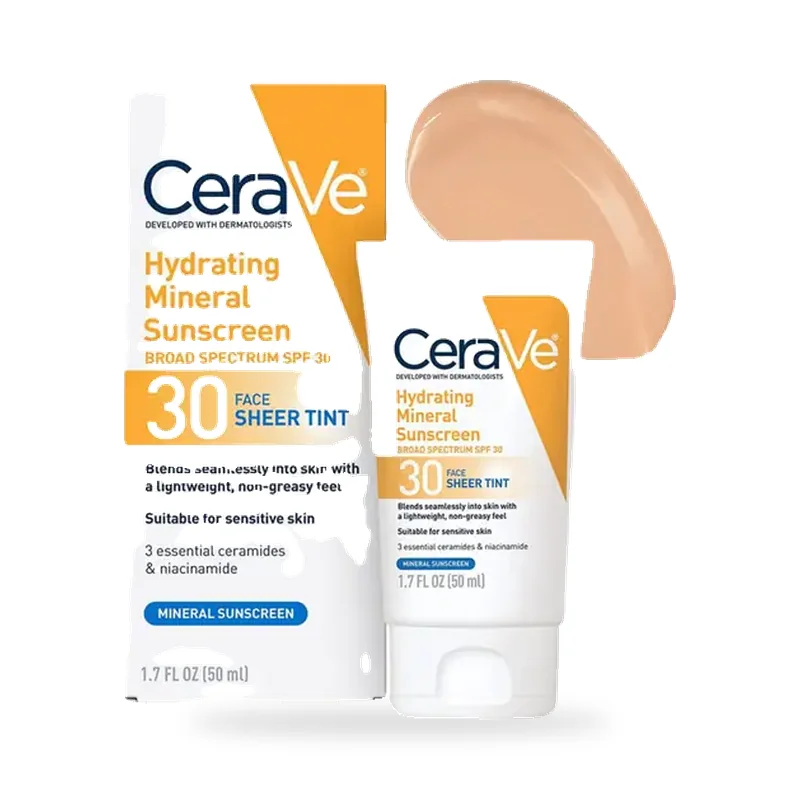 CeraVe®
DEVELOPED WITH DERMATOLOGISTS
Hydrating
Mineral
Sunscreen
BROAD SPECTRUM SPF 30
30 FACE
SHEER TINT
Blends seamlessly into skin with
a lightweight, non-greasy feel
Suitable for sensitive skin
3 essential ceramides
& niacinamide
MINERAL SUNSCREEN
1.7 FL OZ (50 ml)
CeraVe®
DEVELOPED WITH DERMATOLOGISTS
Hydrating
Mineral
Sunscreen
BROAD SPECTRUM SPF 30
30 FACE
SHEER TINT
Blends seamlessly into skin with
a lightweight, non-greasy feel
Suitable for sensitive skin
3 essential ceramides & niacinamide
MINERAL SUNSCREEN
1.7 FL OZ (50 ml)